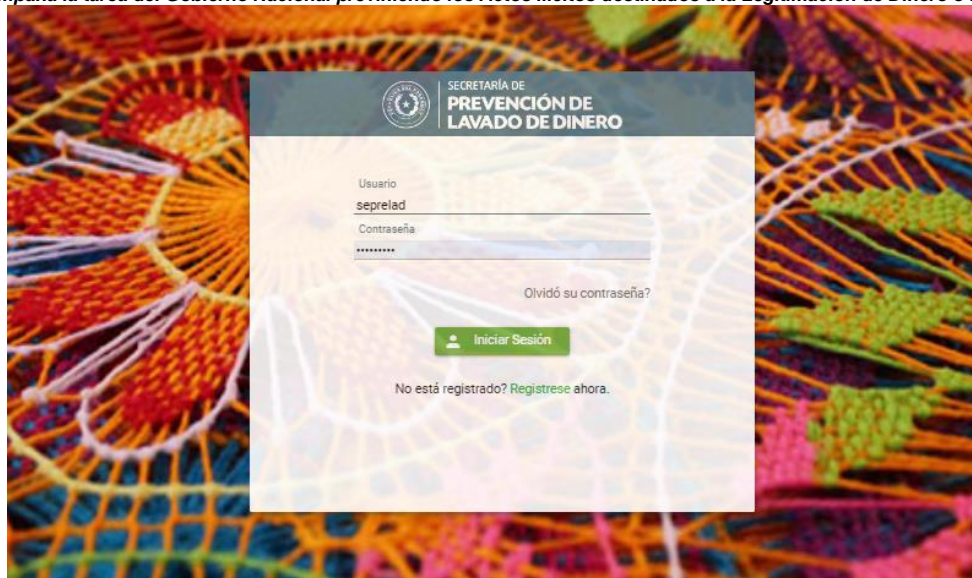 SECRETARÍA DE
PREVENCIÓN DE
LAVADO DE DINERO
Usuario
seprelad
Contraseña
•••••••••
Olvidó su contraseña?
Iniciar Sesión
No está registrado? Registrese ahora.